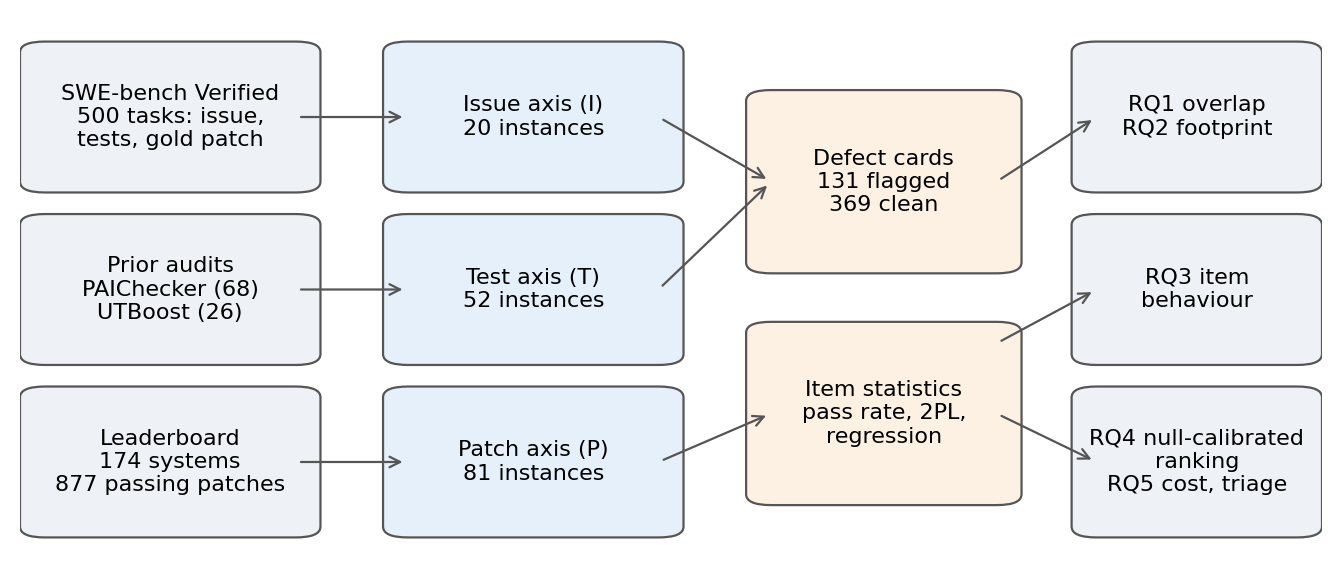 SWE-bench Verified
500 tasks: issue,
tests, gold patch
Issue axis (I)
20 instances
Defect cards
131 flagged
369 clean
RQ1 overlap
RQ2 footprint
Prior audits
PAIChecker (68)
UTBoost (26)
Test axis (T)
52 instances
RQ3 item
behaviour
Leaderboard
174 systems
877 passing patches
Patch axis (P)
81 instances
Item statistics
pass rate, 2PL,
regression
RQ4 null-calibrated
ranking
RQ5 cost, triage